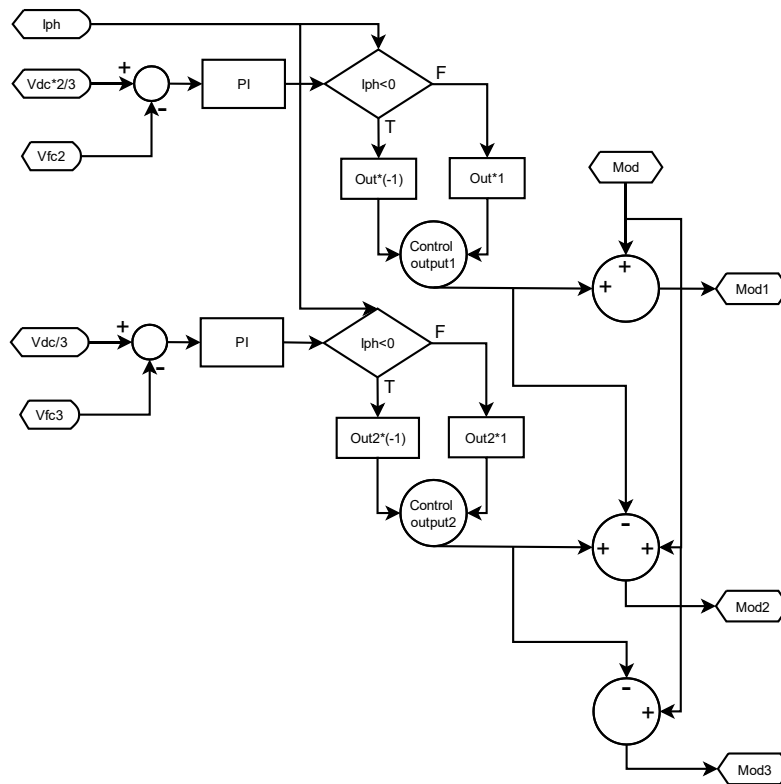 Iph
Vdc*2/3
+
-
PI
Iph<0
F
T
Vfc2
Out*(-1)
Out*1
Mod
Control
output1
+
+
Mod1
Vdc/3
+
-
PI
Iph<0
F
T
Vfc3
Out2*(-1)
Out2*1
Control
output2
-
+
+
Mod2
-
+
Mod3